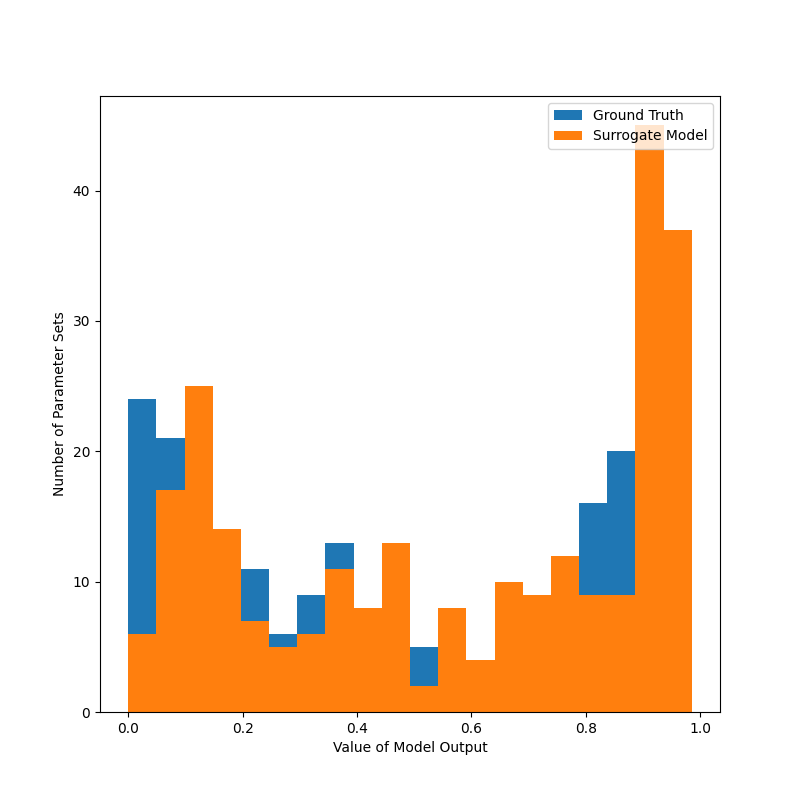 Ground Truth
Surrogate Model
40
30
20
10
0
0.0 0.2 0.4 0.6 0.8 1.0
Number of Parameter Sets
Value of Model Output